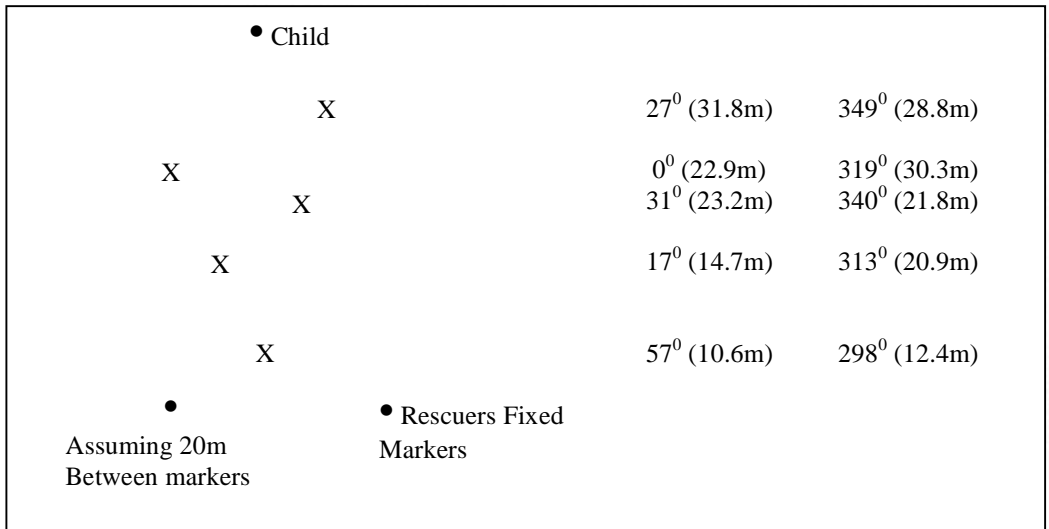 • Child
X 27⁰ (31.8m) 349⁰ (28.8m)
X 0⁰ (22.9m) 319⁰ (30.3m)
X 31⁰ (23.2m) 340⁰ (21.8m)
X 17⁰ (14.7m) 313⁰ (20.9m)
X 57⁰ (10.6m) 298⁰ (12.4m)
• • Rescuers Fixed
Markers
Assuming 20m
Between markers